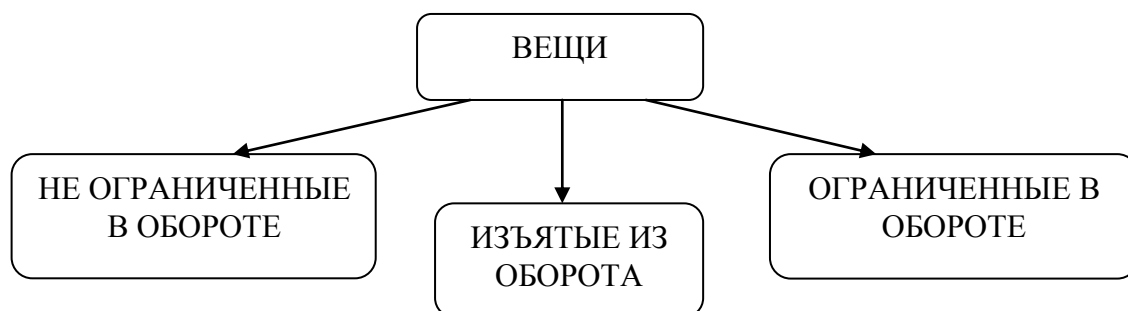 ВЕЩИ
НЕ ОГРАНИЧЕННЫЕ
В ОБОРОТЕ
ИЗЪЯТЫЕ ИЗ
ОБОРОТА
ОГРАНИЧЕННЫЕ В
ОБОРОТЕ